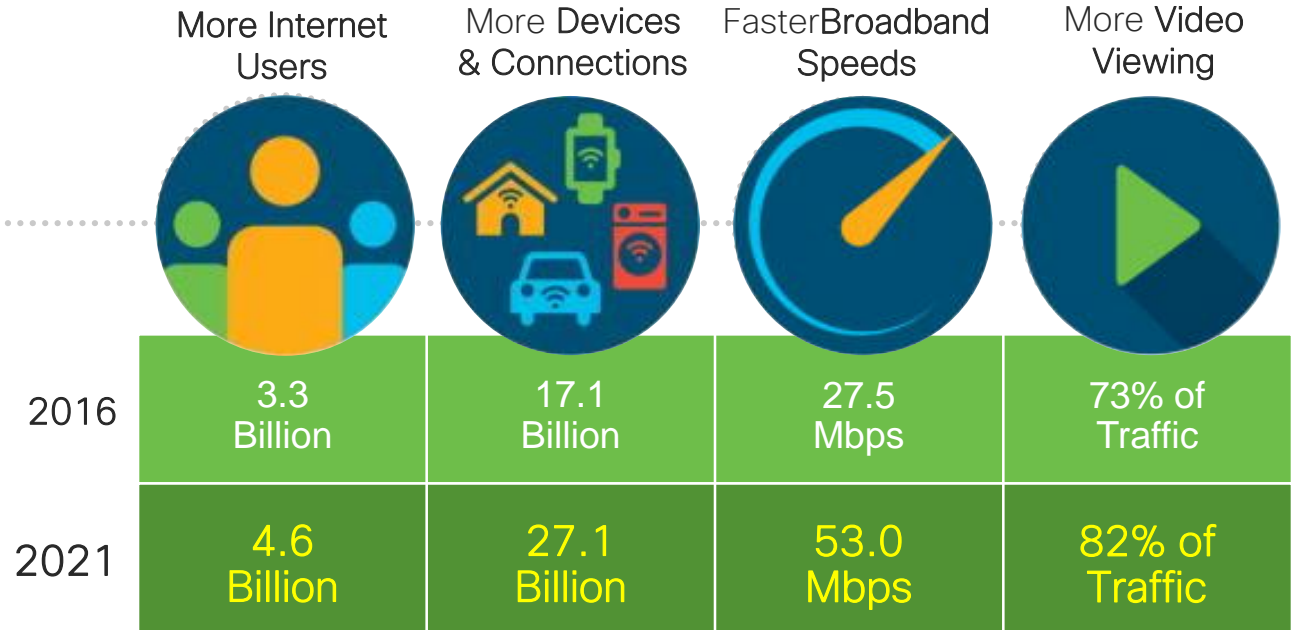 More Internet
Users
More Devices
& Connections
FasterBroadband
Speeds
More Video
Viewing
2016
3.3
Billion
17.1
Billion
27.5
Mbps
73% of
Traffic
2021
4.6
Billion
27.1
Billion
53.0
Mbps
82% of
Traffic